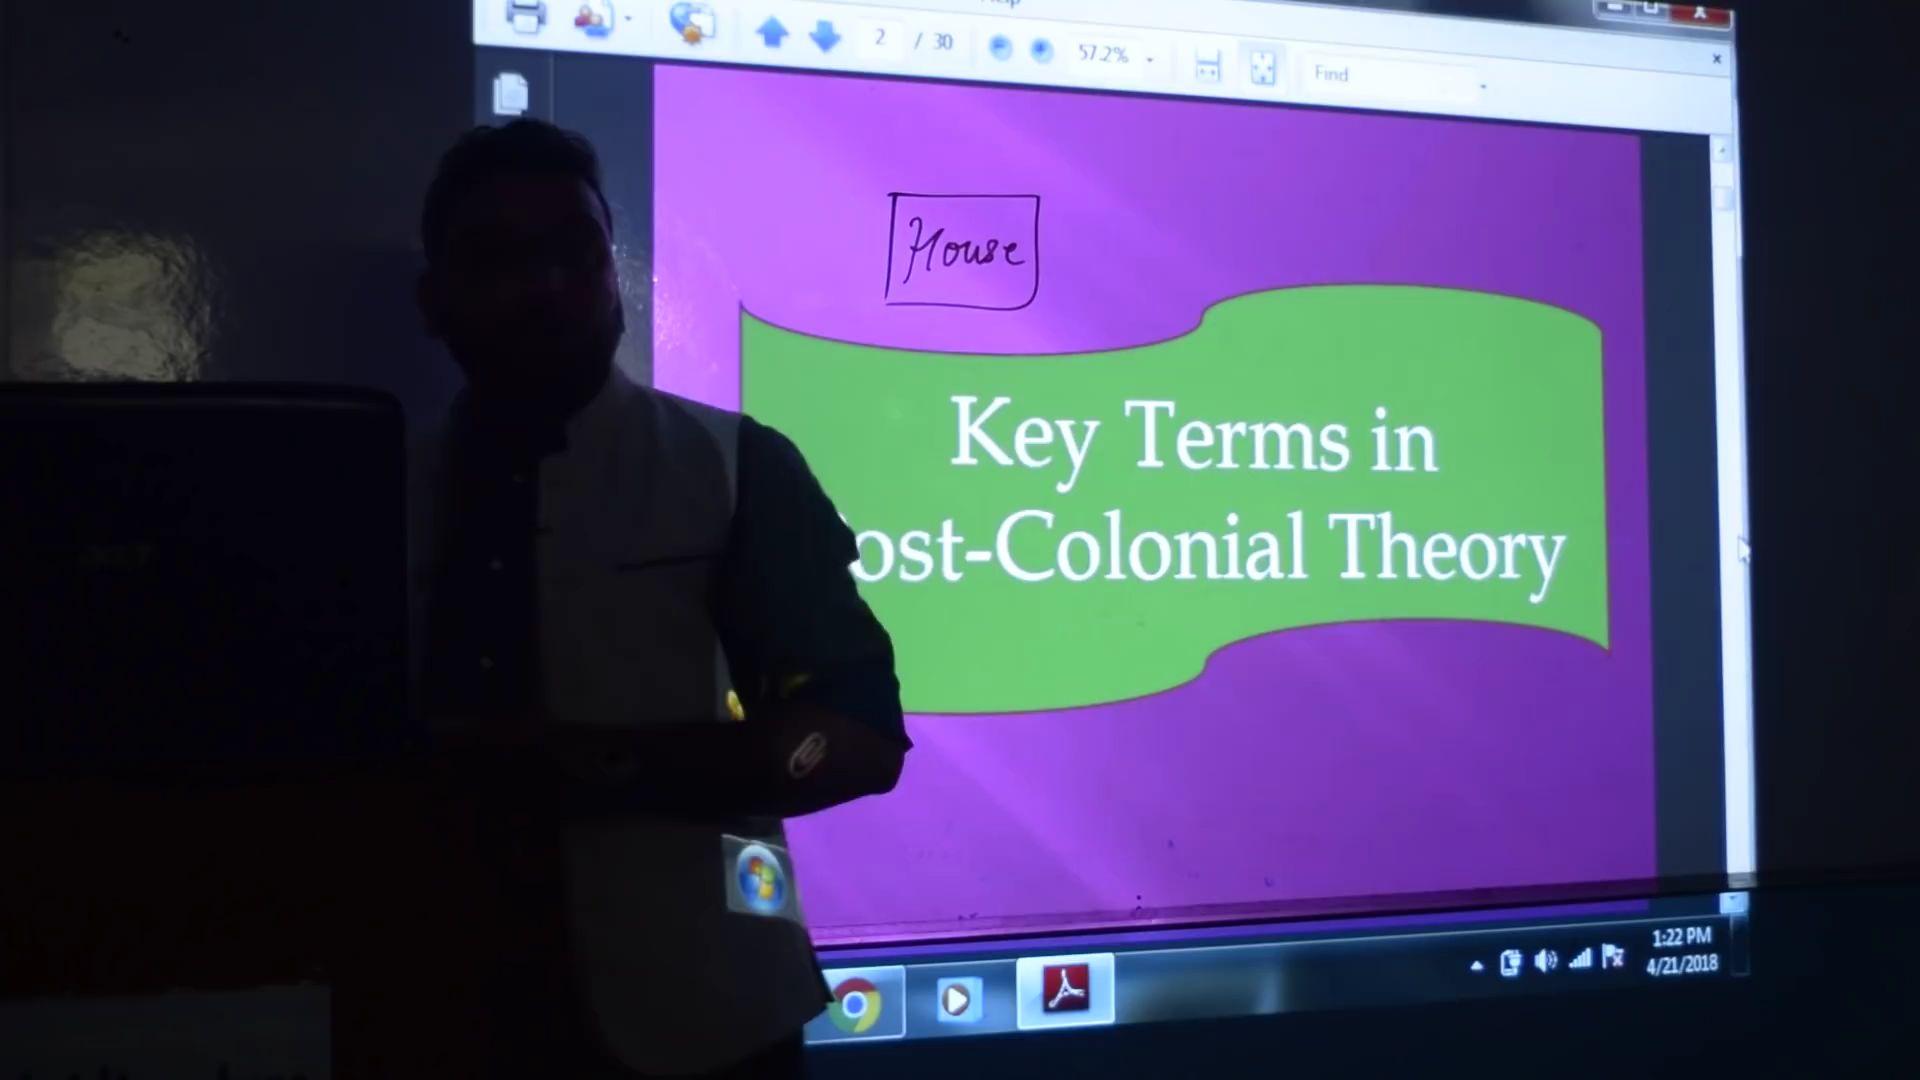 2 / 30
57.2%
Find
House
Key Terms in
ost-Colonial Theory
1:22 PM
4/21/2018